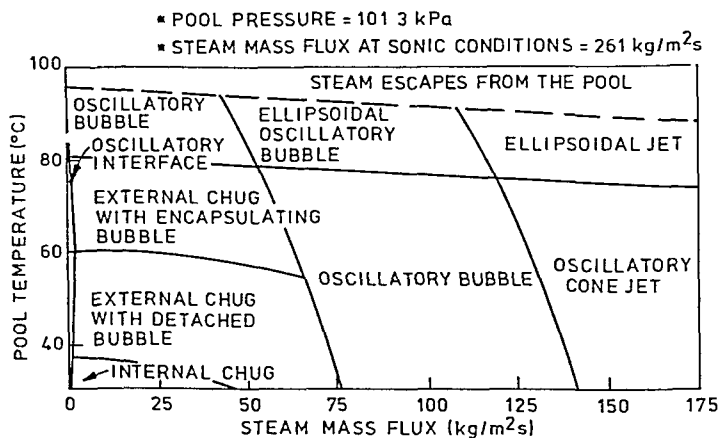 * POOL PRESSURE = 101 3 kPa
* STEAM MASS FLUX AT SONIC CONDITIONS = 261 kg/m²s
100
80
60
40
POOL TEMPERATURE (°C)
STEAM ESCAPES FROM THE POOL
OSCILLATORY
BUBBLE
ELLIPSOIDAL
OSCILLATORY
BUBBLE
ELLIPSOIDAL JET
OSCILLATORY
INTERFACE
EXTERNAL CHUG
WITH ENCAPSULATING
BUBBLE
OSCILLATORY BUBBLE
OSCILLATORY
CONE JET
EXTERNAL CHUG
WITH DETACHED
BUBBLE
INTERNAL CHUG
0 25 50 75 100 125 150 175
STEAM MASS FLUX (kg/m²s)